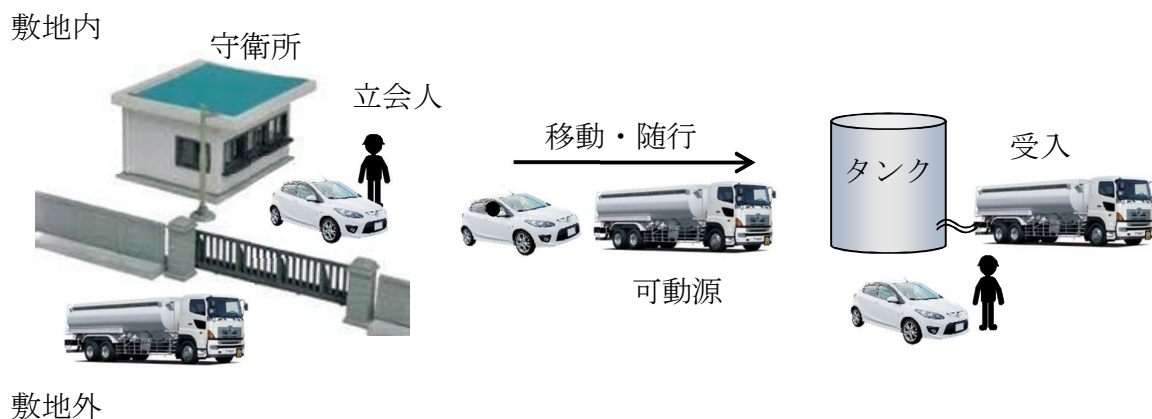 敷地内
守衛所
立会人
移動・随行
可動源
タンク
受入
敷地外